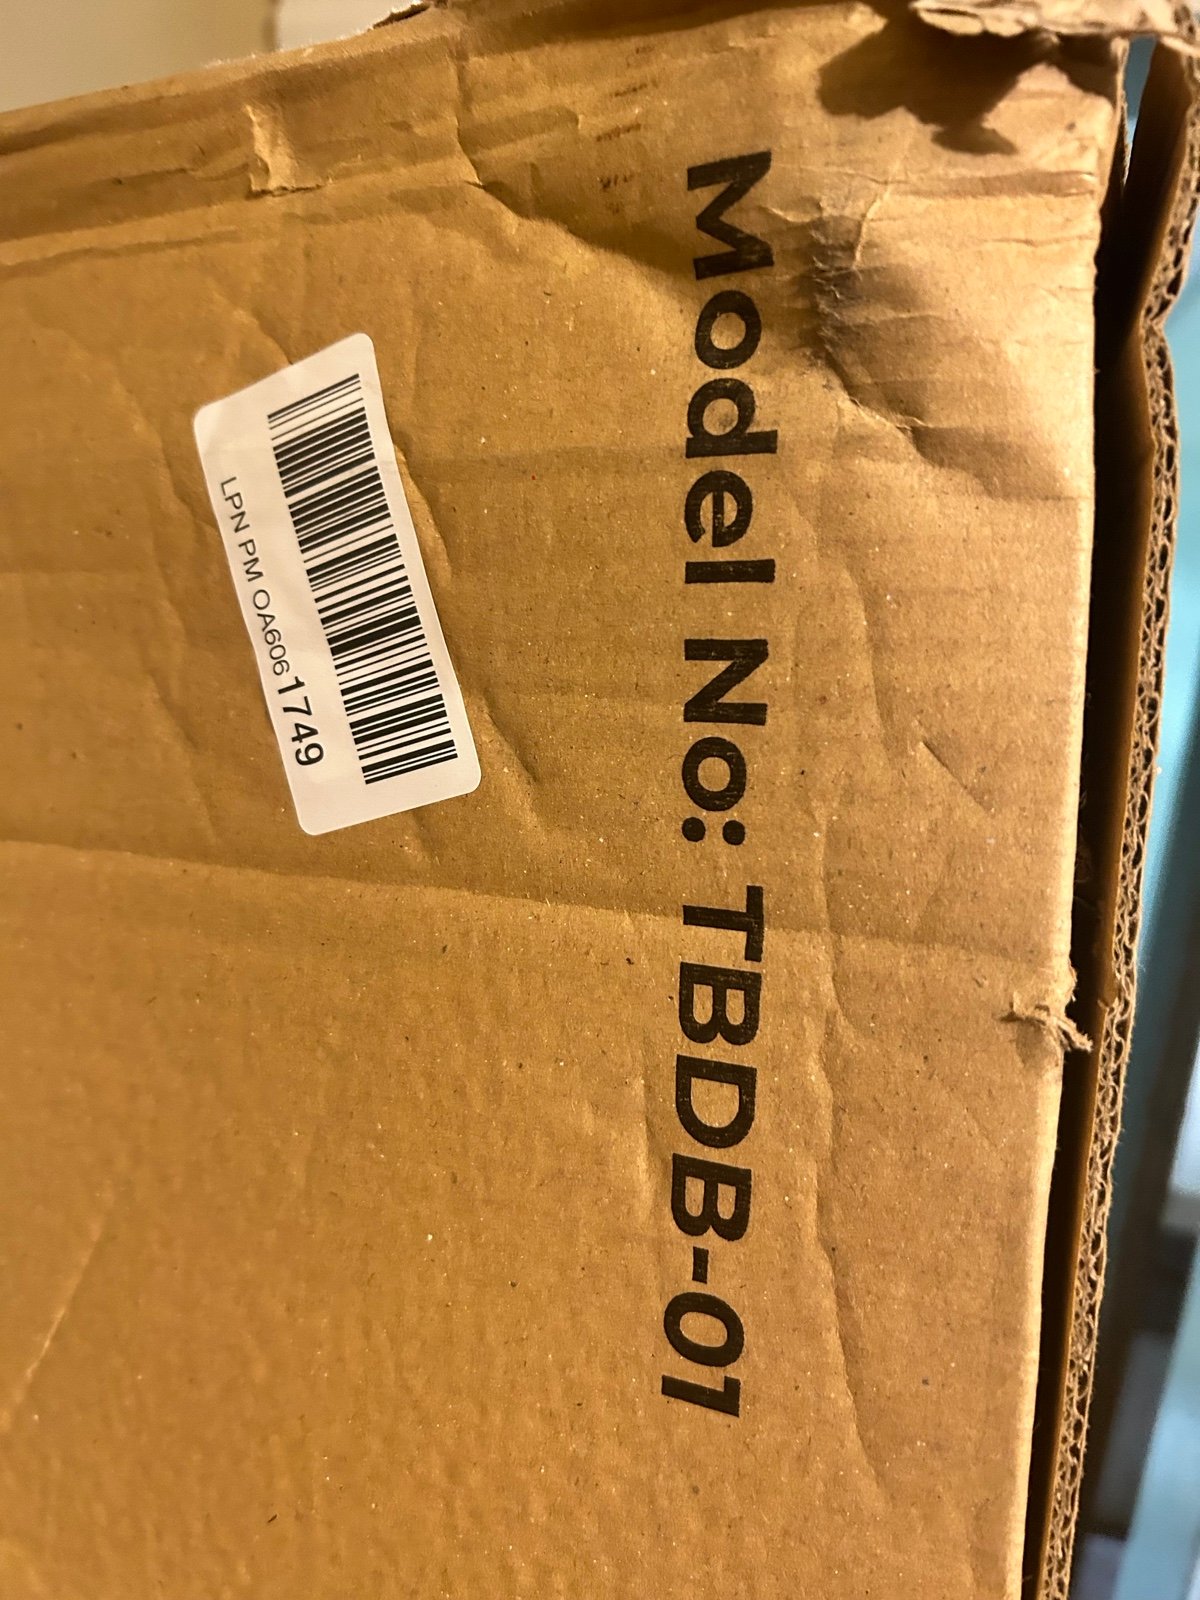 Model No: TBDB-01
LPN PM OA6061749